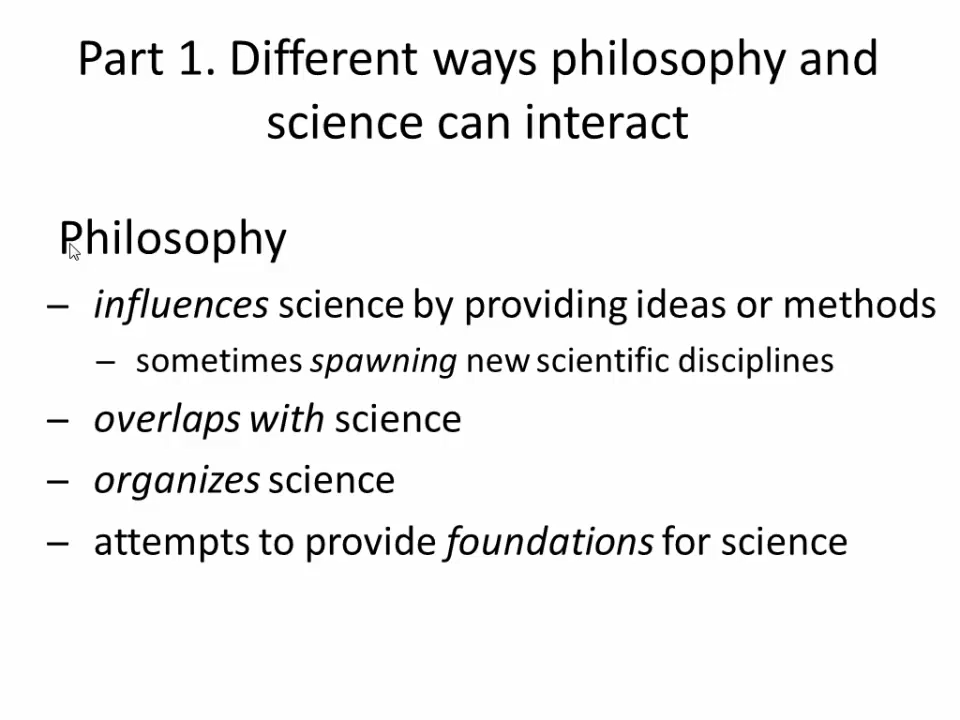 Part 1. Different ways philosophy and
science can interact
Philosophy
– influences science by providing ideas or methods
– sometimes spawning new scientific disciplines
– overlaps with science
– organizes science
– attempts to provide foundations for science